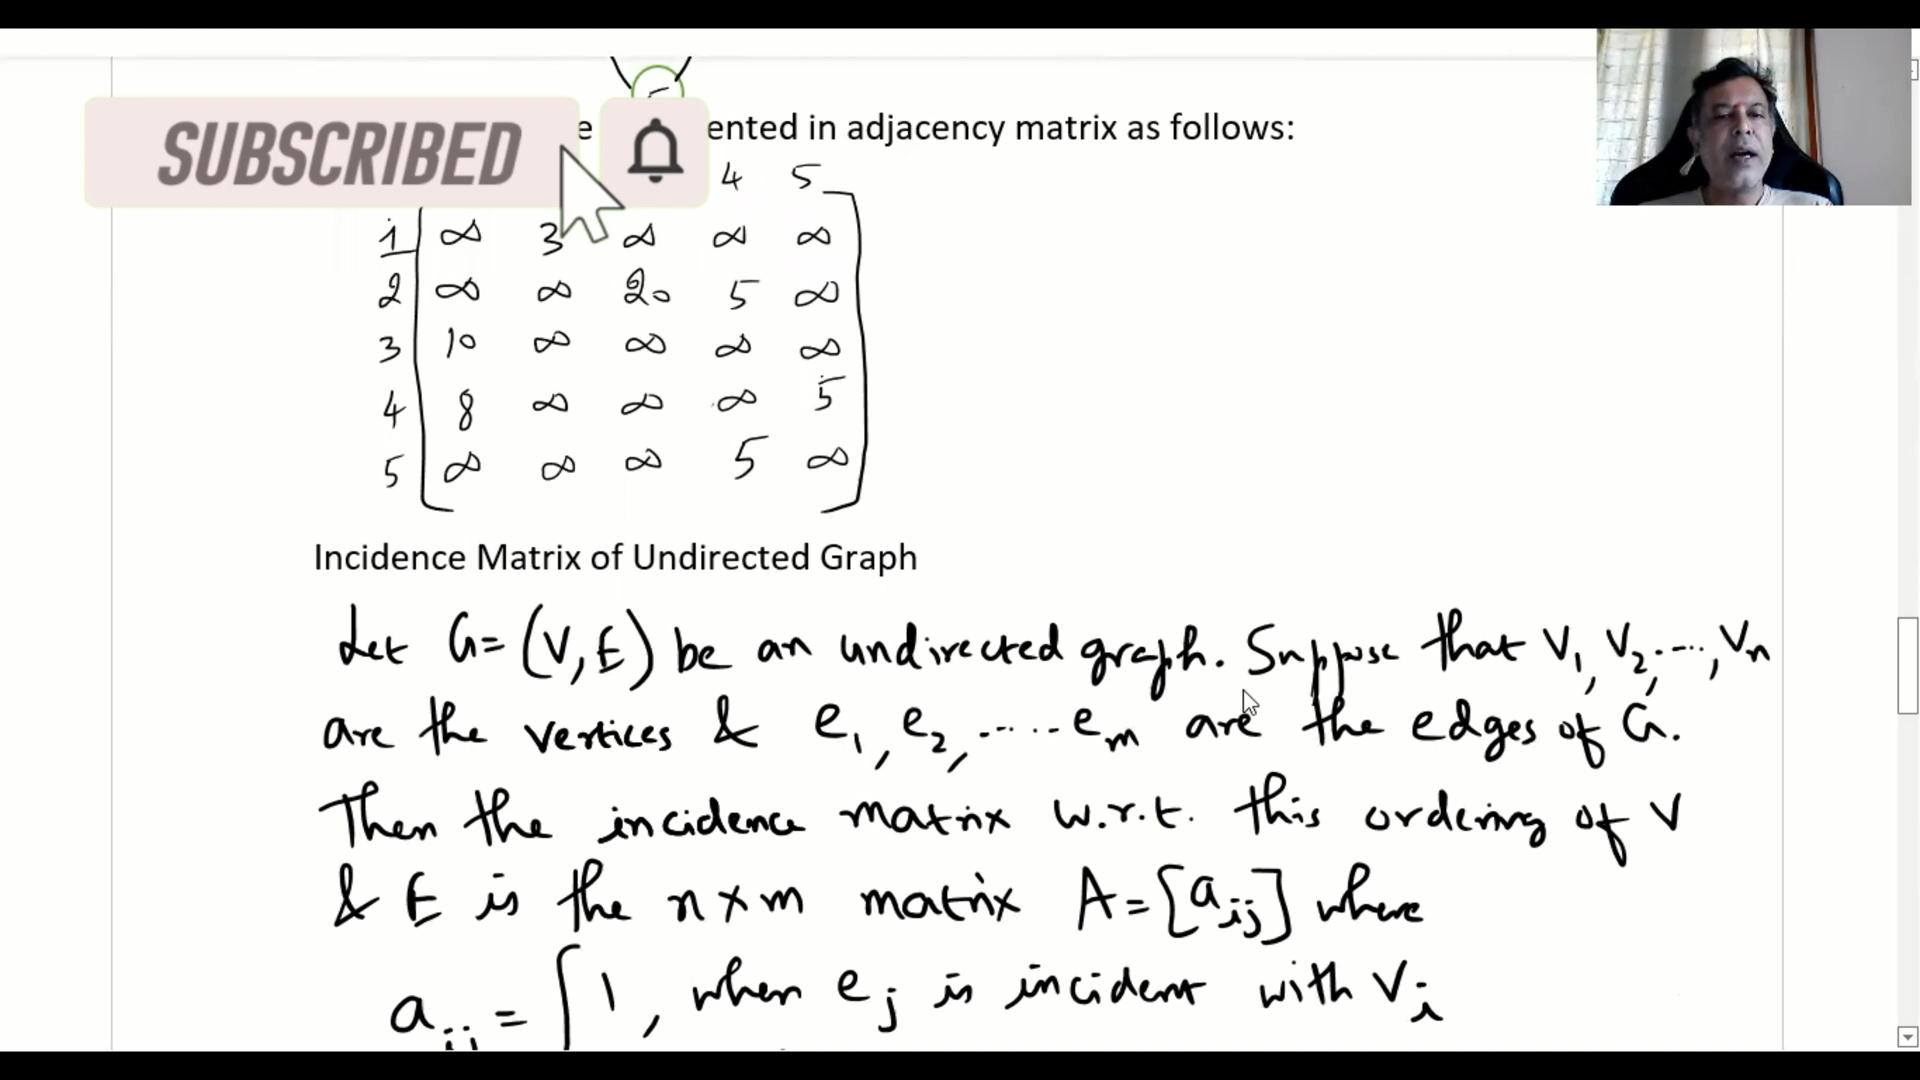 SUBSCRIBED
e ented in adjacency matrix as follows:
4 5
1 ∞ 3 ∞ ∞ ∞
2 ∞ ∞ 20 5 ∞
3 10 ∞ ∞ ∞ ∞
4 8 ∞ ∞ ∞ 5
5 ∞ ∞ ∞ 5 ∞
Incidence Matrix of Undirected Graph
Let G=(V,E) be an undirected graph. Suppose that V1, V2, ..., Vn
are the vertices & e1, e2, ..... em are the edges of G.
Then the incidence matrix w.r.t. this ordering of V
& E is the n×m matrix A=[aij] where
aij = { 1, when ej is incident with Vi